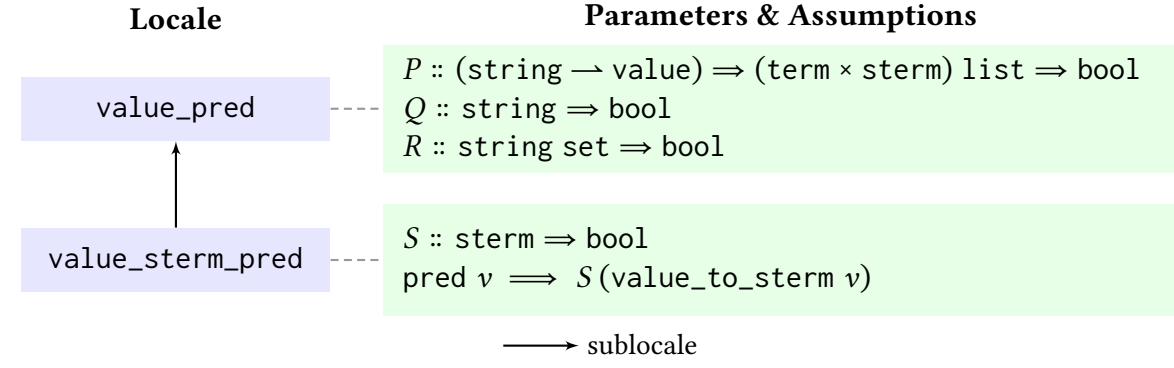 Locale
Parameters & Assumptions
value_pred
P :: (string ⇀ value) ⇒ (term × sterm) list ⇒ bool
Q :: string ⇒ bool
R :: string set ⇒ bool
value_sterm_pred
S :: sterm ⇒ bool
pred v ⟹ S (value_to_sterm v)
sublocale